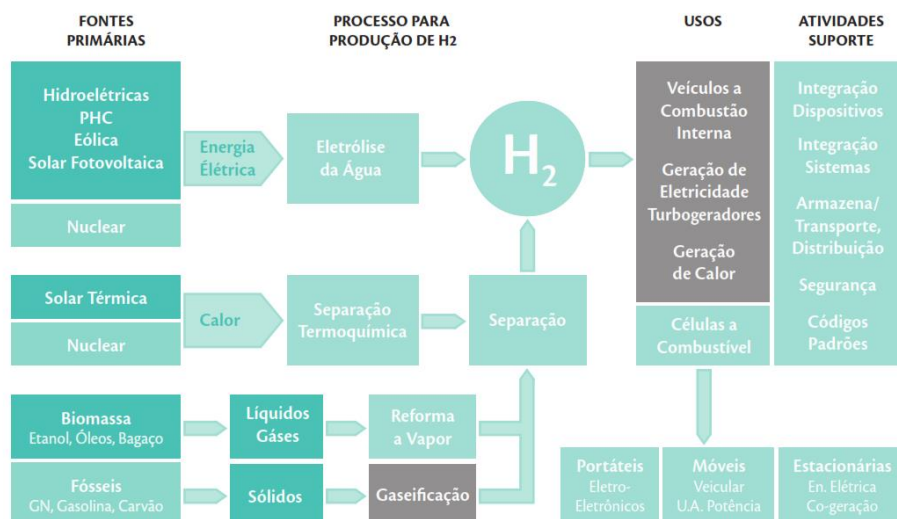 FONTES
PRIMÁRIAS
PROCESSO PARA
PRODUÇÃO DE H2
USOS
ATIVIDADES
SUPORTE
Hidroelétricas
PHC
Eólica
Solar Fotovoltaica
Nuclear
Energia
Élétrica
Eletrólise
da Água
H2
Veículos a
Combustão
Interna
Geração de
Eletricidade
Turbogeradores
Geração
de Calor
Células a
Combustível
Integração
Dispositivos
Integração
Sistemas
Armazena/
Transporte,
Distribuição
Segurança
Códigos
Padrões
Solar Térmica
Nuclear
Calor
Separação
Termoquímica
Separação
Biomassa
Etanol, Óleos, Bagaço
Líquidos
Gáses
Reforma
a Vapor
Fósseis
GN, Gasolina, Carvão
Sólidos
Gaseificação
Portáteis
Eletro-
Eletrônicos
Móveis
Veicular
U.A. Potência
Estacionárias
En. Elétrica
Co-geração